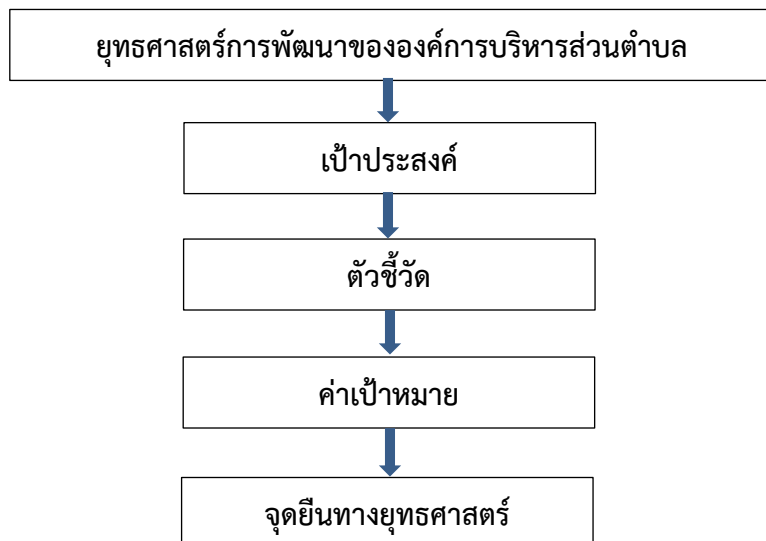 ยุทธศาสตร์การพัฒนาขององค์การบริหารส่วนตำบล
เป้าประสงค์
ตัวชี้วัด
ค่าเป้าหมาย
จุดยืนทางยุทธศาสตร์